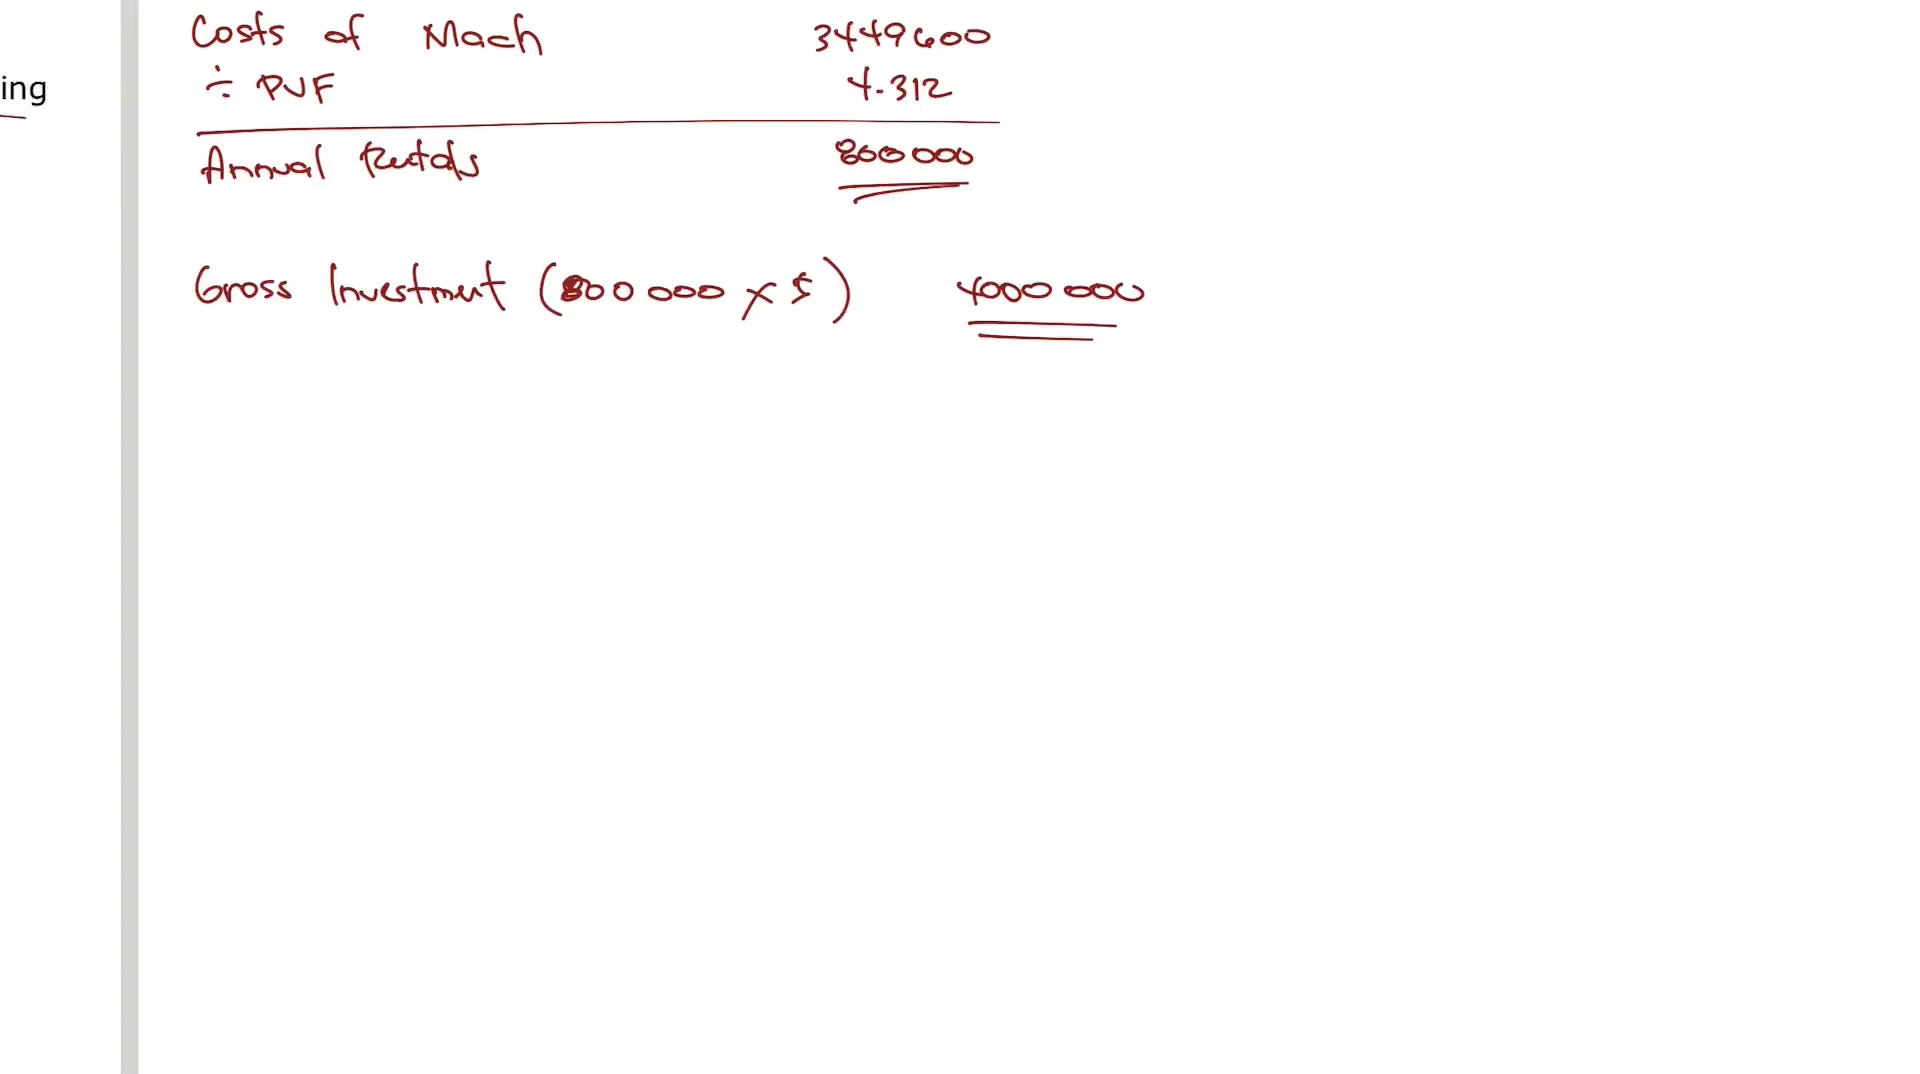 Costs of Mach 3449600
ing
÷ PVF 4.312
Annual Rentals 800000
Gross Investment (800 000 x 5) 4000 000